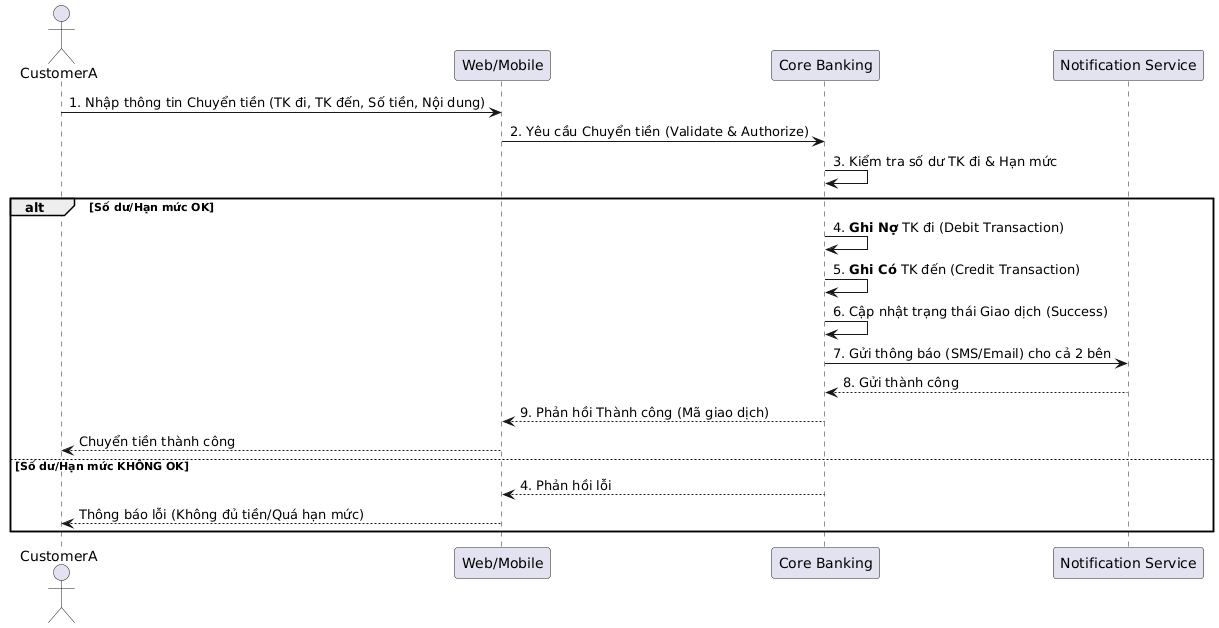 CustomerA
Web/Mobile
Core Banking
Notification Service
1. Nhập thông tin Chuyển tiền (TK đi, TK đến, Số tiền, Nội dung)
2. Yêu cầu Chuyển tiền (Validate & Authorize)
3. Kiểm tra số dư TK đi & Hạn mức
alt [Số dư/Hạn mức OK]
4. Ghi Nợ TK đi (Debit Transaction)
5. Ghi Có TK đến (Credit Transaction)
6. Cập nhật trạng thái Giao dịch (Success)
7. Gửi thông báo (SMS/Email) cho cả 2 bên
8. Gửi thành công
9. Phản hồi Thành công (Mã giao dịch)
Chuyển tiền thành công
[Số dư/Hạn mức KHÔNG OK]
4. Phản hồi lỗi
Thông báo lỗi (Không đủ tiền/Quá hạn mức)
CustomerA
Web/Mobile
Core Banking
Notification Service